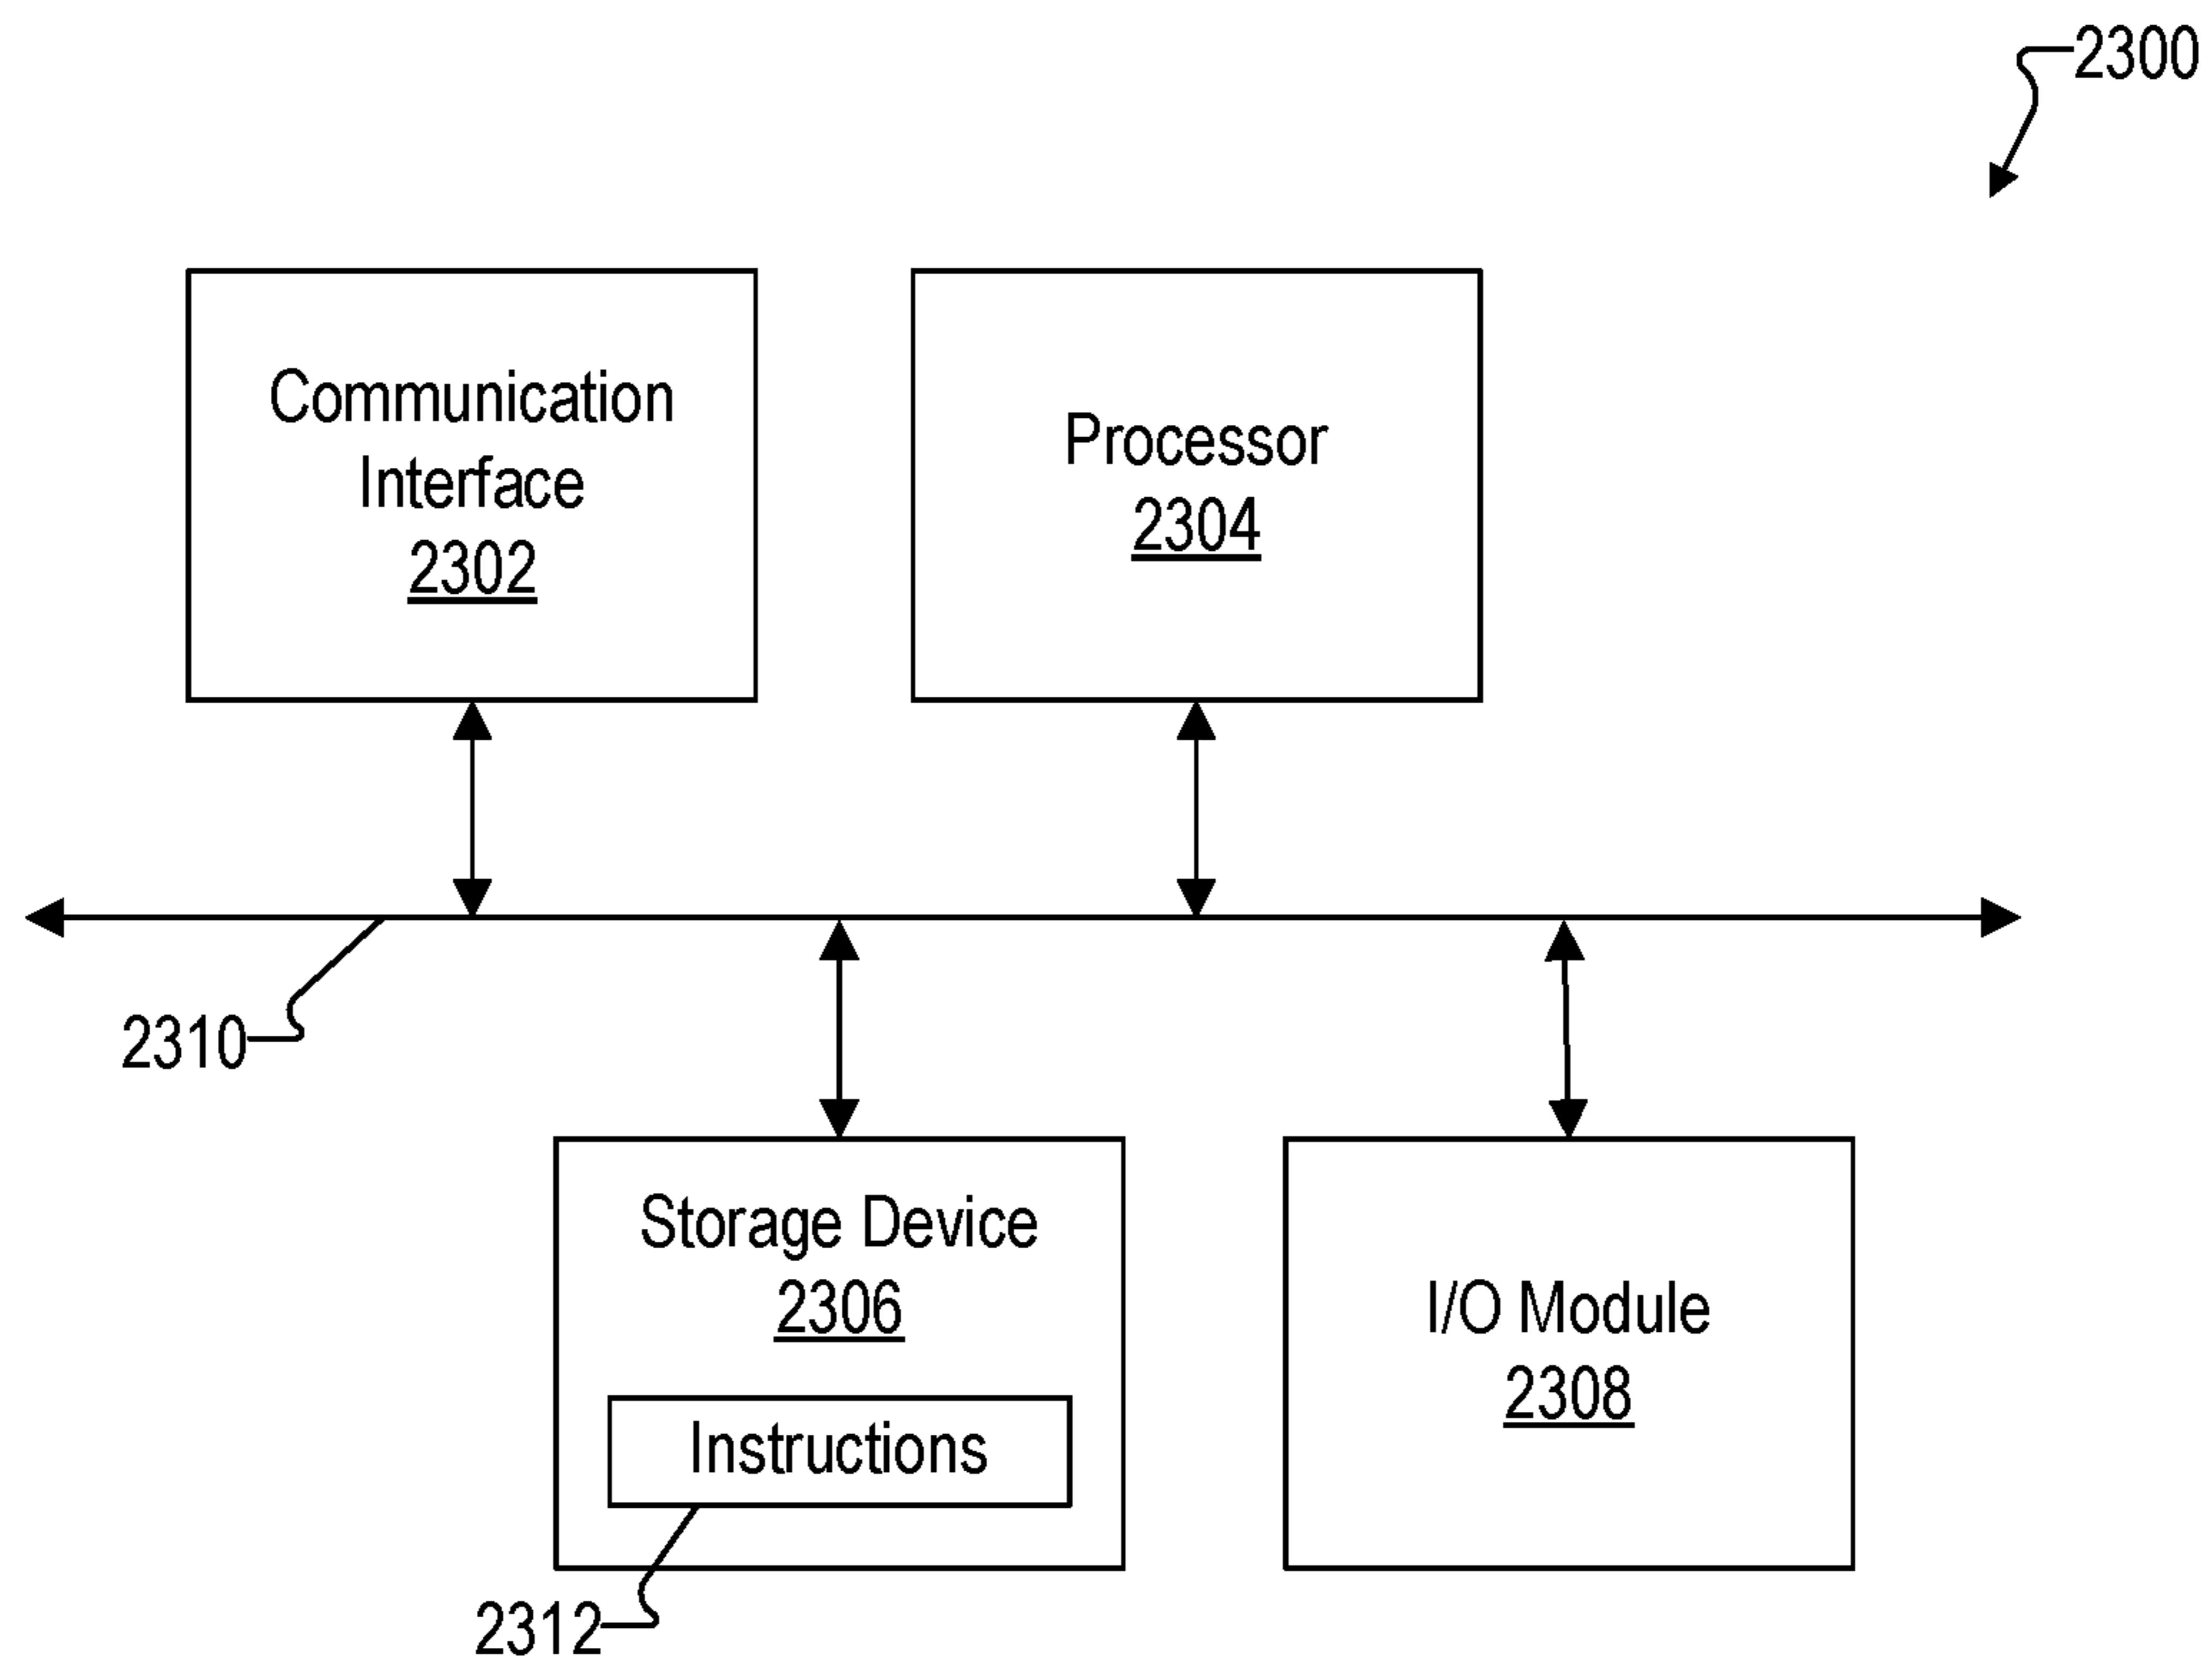 2300
Communication
Interface
2302
Processor
2304
2310
Storage Device
2306
Instructions
2312
I/O Module
2308